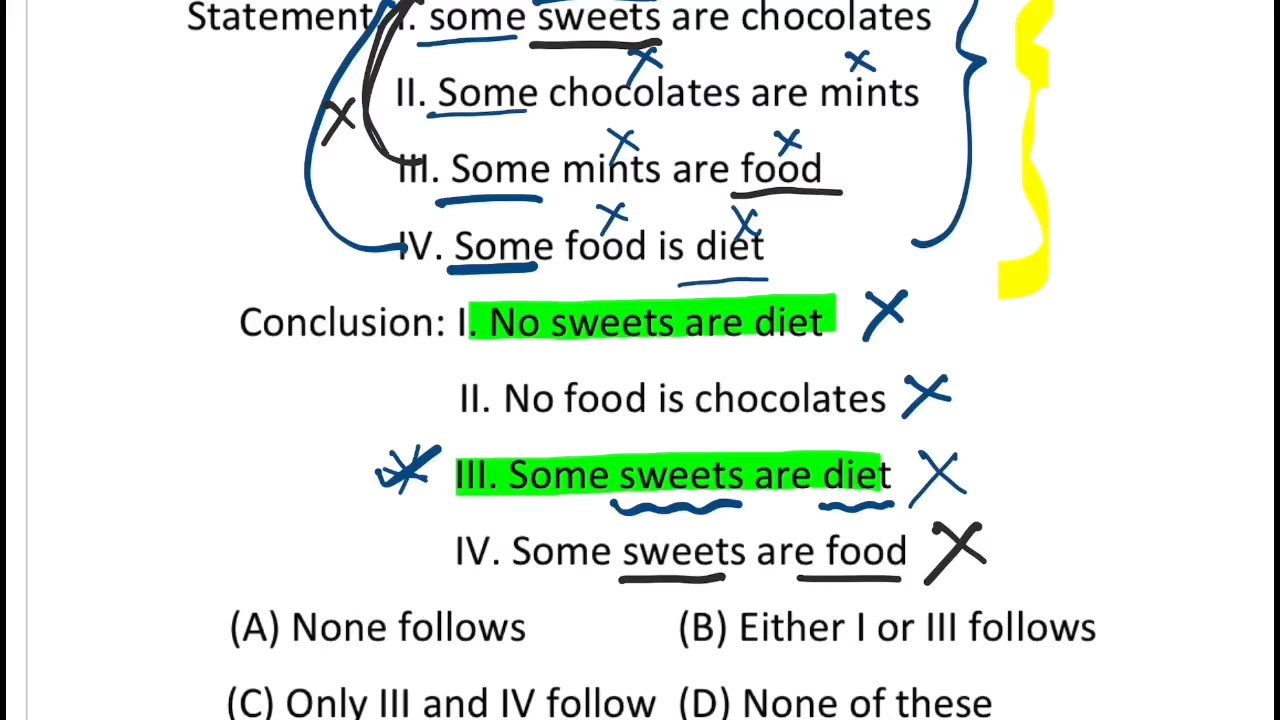 Statement I. some sweets are chocolates
II. Some chocolates are mints
III. Some mints are food
IV. Some food is diet
Conclusion: I. No sweets are diet
II. No food is chocolates
III. Some sweets are diet
IV. Some sweets are food
(A) None follows (B) Either I or III follows
(C) Only III and IV follow (D) None of these